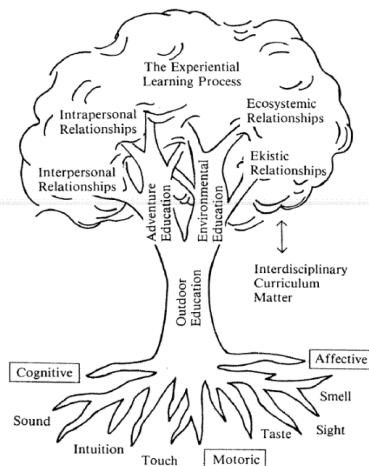 The Experiential
Learning Process
Intrapersonal
Relationships
Ecosystemic
Relationships
Interpersonal
Relationships
Ekistic
Relationships
Adventure
Education
Environmental
Education
Interdisciplinary
Curriculum
Matter
Outdoor
Education
Cognitive
Affective
Smell
Sound
Sight
Intuition
Taste
Touch
Motoric